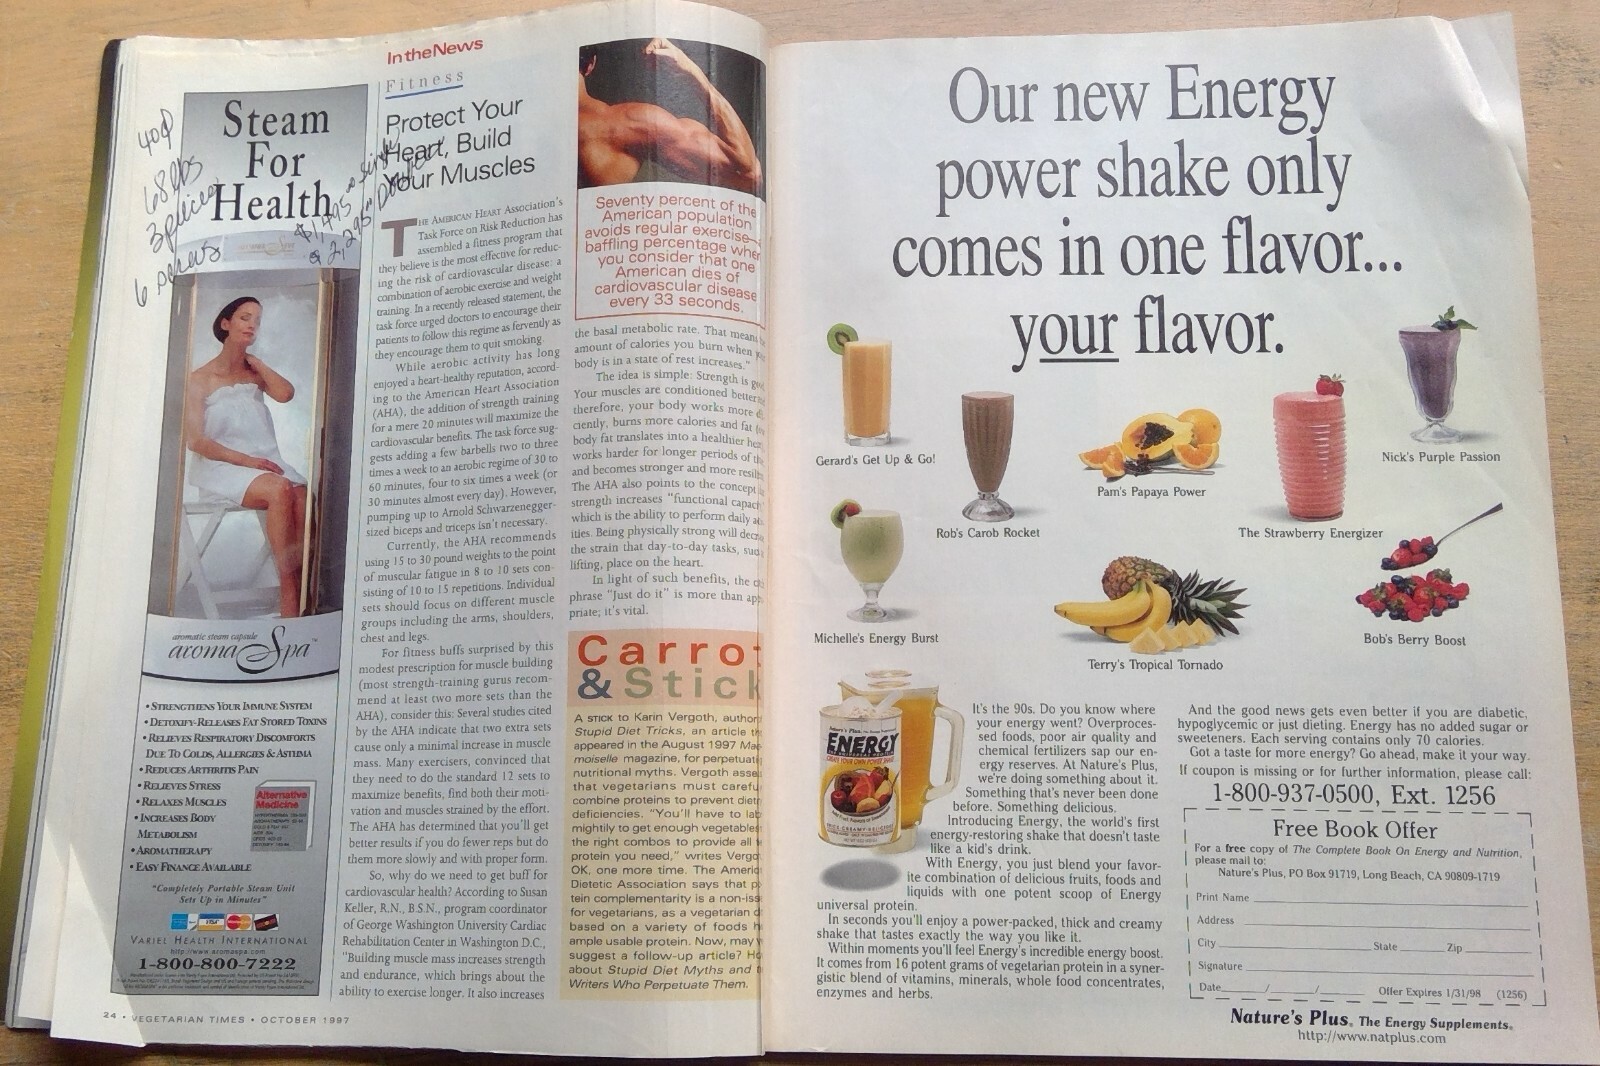 In the News
Fitness
Steam
For
Health
40¢
68 lbs
3 pieces
6 screws
$1,495
$2,295
aromatic steam capsule
aromaSpa™
• STRENGTHENS YOUR IMMUNE SYSTEM
• DETOXIFY-RELEASES FAT STORED TOXINS
• RELIEVES RESPIRATORY DISCOMFORTS
DUE TO COLDS, ALLERGIES & ASTHMA
• REDUCES ARTHRITIS PAIN
• RELIEVES STRESS
• RELAXES MUSCLES
• INCREASES BODY
METABOLISM
• AROMATHERAPY
• EASY FINANCE AVAILABLE
Alternative
Medicine
"Completely Portable Steam Unit
Sets Up in Minutes"
VARIEL HEALTH INTERNATIONAL
http://www.aromaspa.com
1-800-800-7222
Protect Your
Heart, Build
Your Muscles
THE AMERICAN HEART ASSOCIATION'S
Task Force on Risk Reduction has
assembled a fitness program that
they believe is the most effective for reduc-
ing the risk of cardiovascular disease: a
combination of aerobic exercise and weight
training. In a recently released statement, the
task force urged doctors to encourage their
patients to follow this regime as fervently as
they encourage them to quit smoking.
While aerobic activity has long
enjoyed a heart-healthy reputation, accord-
ing to the American Heart Association
(AHA), the addition of strength training
for a mere 20 minutes will maximize the
cardiovascular benefits. The task force sug-
gests adding a few barbells two to three
times a week to an aerobic regime of 30 to
60 minutes, four to six times a week (or
30 minutes almost every day). However,
pumping up to Arnold Schwarzenegger-
sized biceps and triceps isn't necessary.
Currently, the AHA recommends
using 15 to 30 pound weights to the point
of muscular fatigue in 8 to 10 sets con-
sisting of 10 to 15 repetitions. Individual
sets should focus on different muscle
groups including the arms, shoulders,
chest and legs.
For fitness buffs surprised by this
modest prescription for muscle building
(most strength-training gurus recom-
mend at least two more sets than the
AHA), consider this: Several studies cited
by the AHA indicate that two extra sets
cause only a minimal increase in muscle
mass. Many exercisers, convinced that
they need to do the standard 12 sets to
maximize benefits, find both their moti-
vation and muscles strained by the effort.
The AHA has determined that you'll get
better results if you do fewer reps but do
them more slowly and with proper form.
So, why do we need to get buff for
cardiovascular health? According to Susan
Keller, R.N., B.S.N., program coordinator
of George Washington University Cardiac
Rehabilitation Center in Washington D.C.,
"Building muscle mass increases strength
and endurance, which brings about the
ability to exercise longer. It also increases
Seventy percent of the
American population
avoids regular exercise—
baffling percentage when
you consider that one
American dies of
cardiovascular disease
every 33 seconds.
the basal metabolic rate. That means
amount of calories you burn when
body is in a state of rest increases."
The idea is simple: Strength is
Your muscles are conditioned better
therefore, your body works more
ciently, burns more calories and fat
body fat translates into a healthier
works harder for longer periods of
and becomes stronger and more
The AHA also points to the concept
strength increases "functional
which is the ability to perform daily
ities. Being physically strong will
the strain that day-to-day tasks,
lifting, place on the heart.
In light of such benefits, the
phrase "Just do it" is more than
priate; it's vital.
Carrot
& Stick
A STICK to Karin Vergoth, author
Stupid Diet Tricks, an article
appeared in the August 1997
moiselle magazine, for
nutritional myths. Vergoth
that vegetarians must
combine proteins to prevent
deficiencies. "You'll have to
mightily to get enough vegetables
the right combos to provide all
protein you need," writes
OK, one more time. The
Dietetic Association says that
tein complementarity is a
for vegetarians, as a vegetarian
based on a variety of foods
ample usable protein. Now, may
suggest a follow-up article?
about Stupid Diet Myths and
Writers Who Perpetuate Them.
24 • VEGETARIAN TIMES • OCTOBER 1997
Our new Energy
power shake only
comes in one flavor...
your flavor.
Gerard's Get Up & Go!
Rob's Carob Rocket
Pam's Papaya Power
The Strawberry Energizer
Nick's Purple Passion
Michelle's Energy Burst
Terry's Tropical Tornado
Bob's Berry Boost
Nature's Plus
ENERGY
It's the 90s. Do you know where
your energy went? Overproces-
sed foods, poor air quality and
chemical fertilizers sap our en-
ergy reserves. At Nature's Plus,
we're doing something about it.
Something that's never been done
before. Something delicious.
Introducing Energy, the world's first
energy-restoring shake that doesn't taste
like a kid's drink.
With Energy, you just blend your favor-
ite combination of delicious fruits, foods and
liquids with one potent scoop of Energy
universal protein.
In seconds you'll enjoy a power-packed, thick and creamy
shake that tastes exactly the way you like it.
Within moments you'll feel Energy's incredible energy boost.
It comes from 16 potent grams of vegetarian protein in a syner-
gistic blend of vitamins, minerals, whole food concentrates,
enzymes and herbs.
And the good news gets even better if you are diabetic,
hypoglycemic or just dieting. Energy has no added sugar or
sweeteners. Each serving contains only 70 calories.
Got a taste for more energy? Go ahead, make it your way.
If coupon is missing or for further information, please call:
1-800-937-0500, Ext. 1256
Free Book Offer
For a free copy of The Complete Book On Energy and Nutrition,
please mail to:
Nature's Plus, PO Box 91719, Long Beach, CA 90809-1719
Print Name
Address
City State Zip
Signature
Date / / Offer Expires 1/31/98 (1256)
Nature's Plus® The Energy Supplements®
http://www.natplus.com